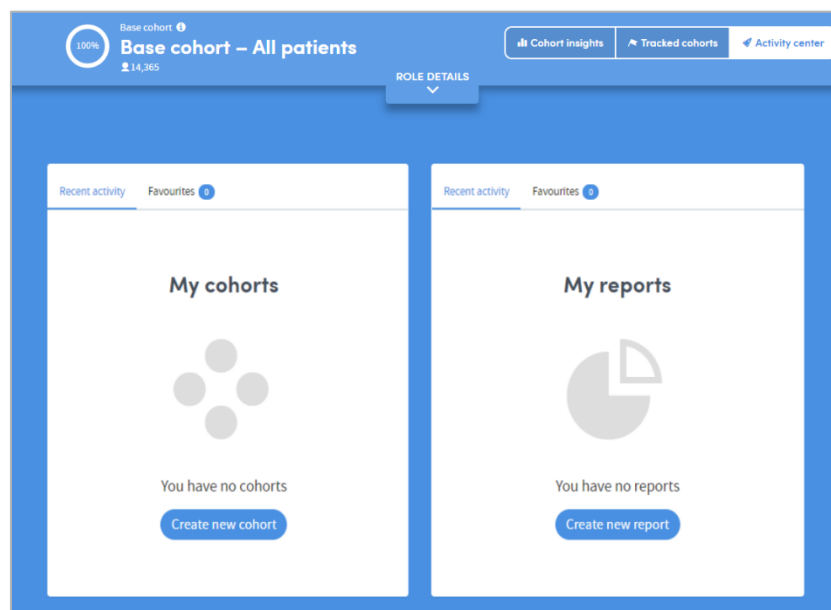 100%
Base cohort
Base cohort – All patients
14,365
Cohort insights
Tracked cohorts
Activity center
ROLE DETAILS
Recent activity
Favourites 0
My cohorts
You have no cohorts
Create new cohort
Recent activity
Favourites 0
My reports
You have no reports
Create new report